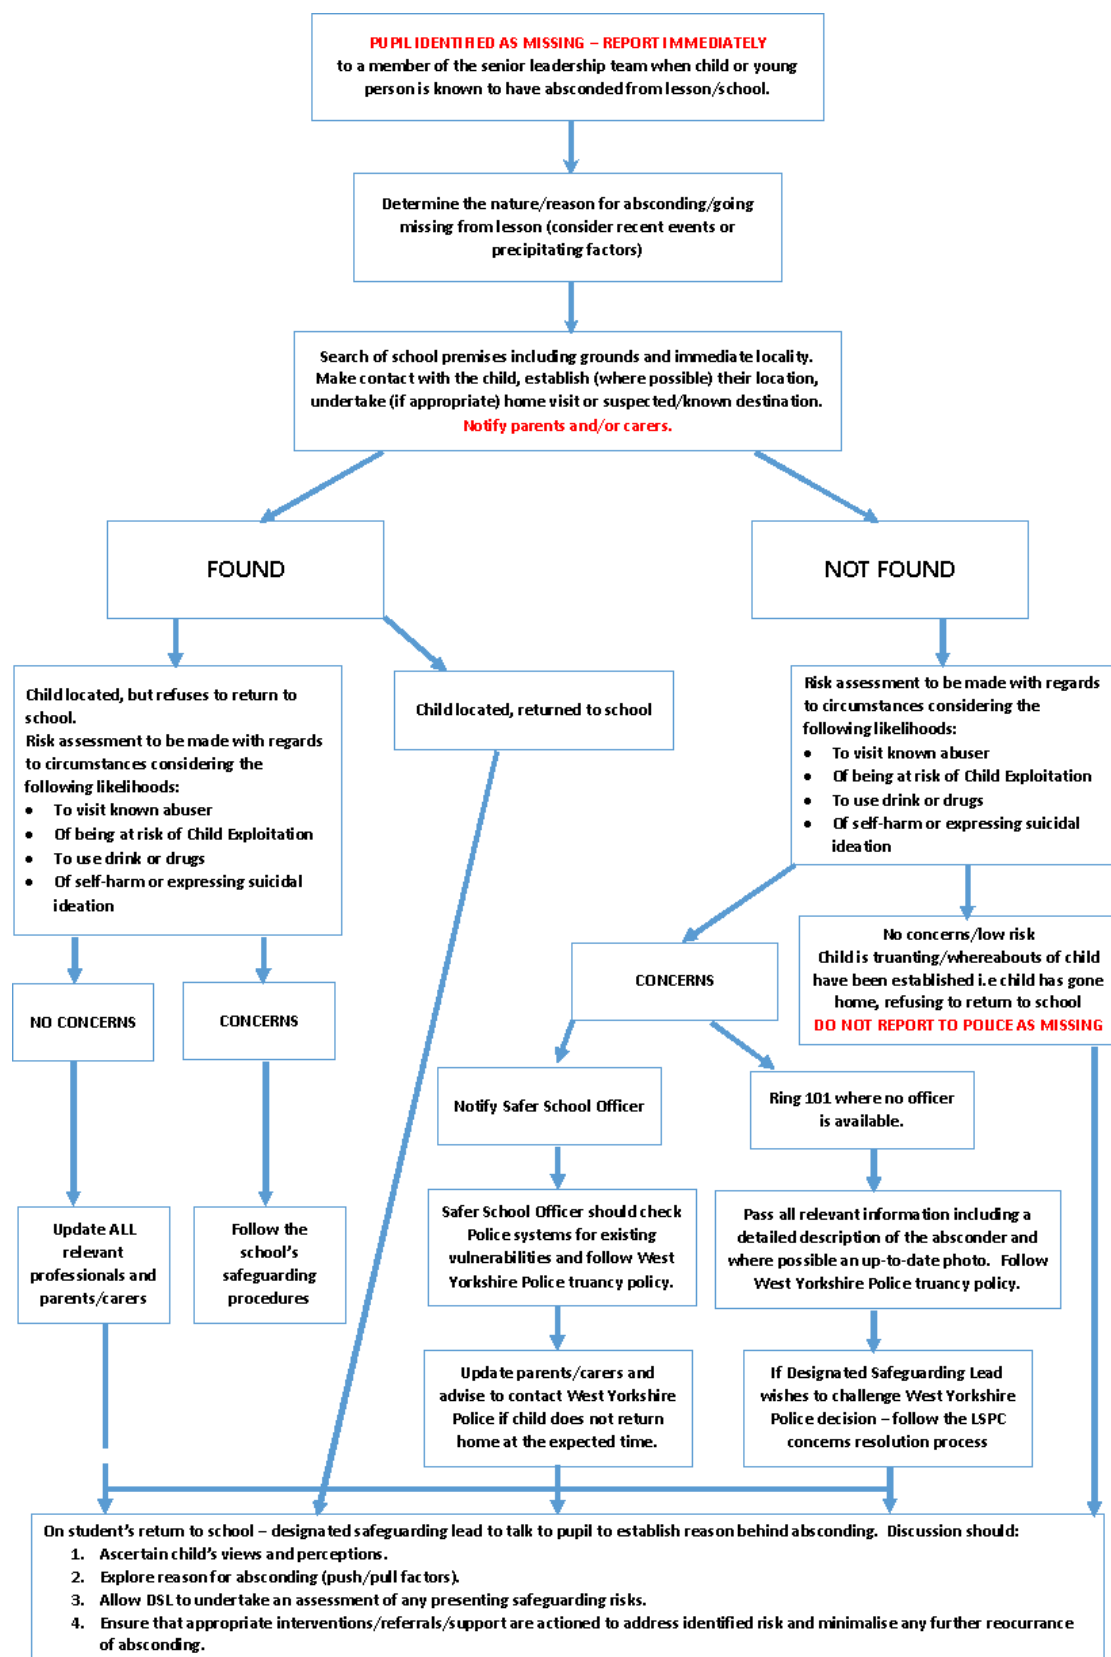 PUPIL IDENTIFIED AS MISSING – REPORT IMMEDIATELY
to a member of the senior leadership team when child or young
person is known to have absconded from lesson/school.
Determine the nature/reason for absconding/going
missing from lesson (consider recent events or
precipitating factors)
Search of school premises including grounds and immediate locality.
Make contact with the child, establish (where possible) their location,
undertake (if appropriate) home visit or suspected/known destination.
Notify parents and/or carers.
FOUND
NOT FOUND
Child located, but refuses to return to
school.
Risk assessment to be made with regards
to circumstances considering the
following likelihoods:
• To visit known abuser
• Of being at risk of Child Exploitation
• To use drink or drugs
• Of self-harm or expressing suicidal
ideation
Child located, returned to school
Risk assessment to be made with regards
to circumstances considering the
following likelihoods:
• To visit known abuser
• Of being at risk of Child Exploitation
• To use drink or drugs
• Of self-harm or expressing suicidal
ideation
NO CONCERNS
CONCERNS
CONCERNS
No concerns/low risk
Child is truanting/whereabouts of child
have been established i.e child has gone
home, refusing to return to school
DO NOT REPORT TO POLICE AS MISSING
Notify Safer School Officer
Ring 101 where no officer
is available.
Update ALL
relevant
professionals and
parents/carers
Follow the
school's
safeguarding
procedures
Safer School Officer should check
Police systems for existing
vulnerabilities and follow West
Yorkshire Police truancy policy.
Pass all relevant information including a
detailed description of the absconder and
where possible an up-to-date photo. Follow
West Yorkshire Police truancy policy.
Update parents/carers and
advise to contact West Yorkshire
Police if child does not return
home at the expected time.
If Designated Safeguarding Lead
wishes to challenge West Yorkshire
Police decision – follow the LSPC
concerns resolution process
On student's return to school – designated safeguarding lead to talk to pupil to establish reason behind absconding. Discussion should:
1. Ascertain child's views and perceptions.
2. Explore reason for absconding (push/pull factors).
3. Allow DSL to undertake an assessment of any presenting safeguarding risks.
4. Ensure that appropriate interventions/referrals/support are actioned to address identified risk and minimalise any further reocurrance
of absconding.